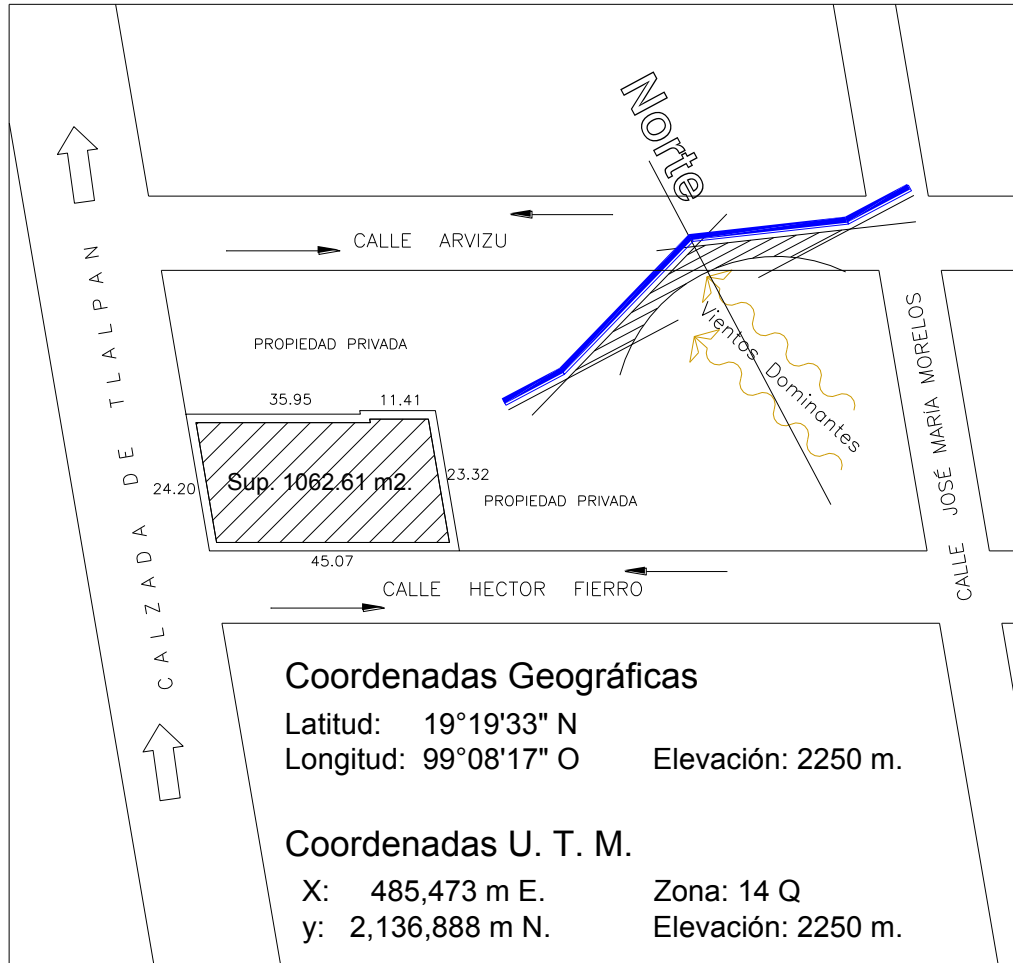 Norte
CALLE ARVIZU
CALZADA DE TLALPAN
Vientos Dominantes
CALLE JOSÉ MARÍA MORELOS
PROPIEDAD PRIVADA
35.95
11.41
24.20
Sup. 1062.61 m2.
23.32
PROPIEDAD PRIVADA
45.07
CALLE HECTOR FIERRO
Coordenadas Geográficas
Latitud: 19°19'33" N
Longitud: 99°08'17" O Elevación: 2250 m.
Coordenadas U. T. M.
X: 485,473 m E. Zona: 14 Q
y: 2,136,888 m N. Elevación: 2250 m.